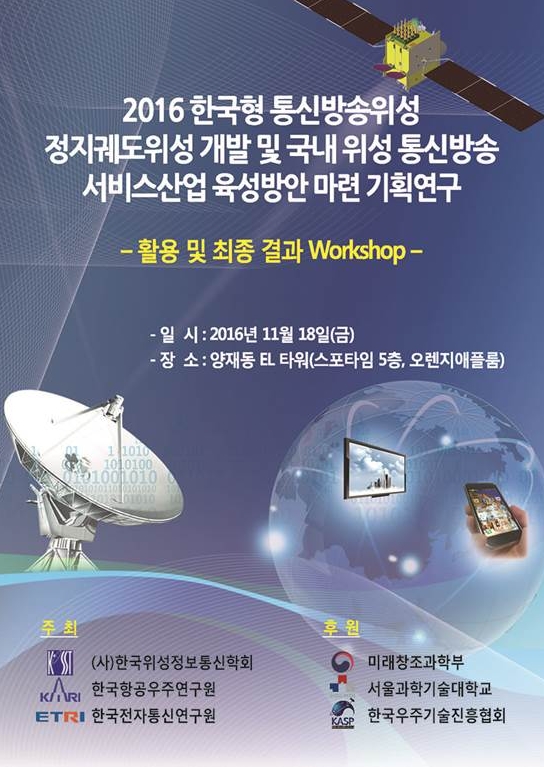 2016 한국형 통신방송위성
정지궤도위성 개발 및 국내 위성 통신방송
서비스산업 육성방안 마련 기획연구
– 활용 및 최종 결과 Workshop –
- 일 시 : 2016년 11월 18일(금)
- 장 소 : 양재동 EL 타워(스포타임 5층, 오렌지애플룸)
주 최
(사)한국위성정보통신학회
KARI 한국항공우주연구원
ETRI 한국전자통신연구원
후 원
미래창조과학부
서울과학기술대학교
KASP 한국우주기술진흥협회